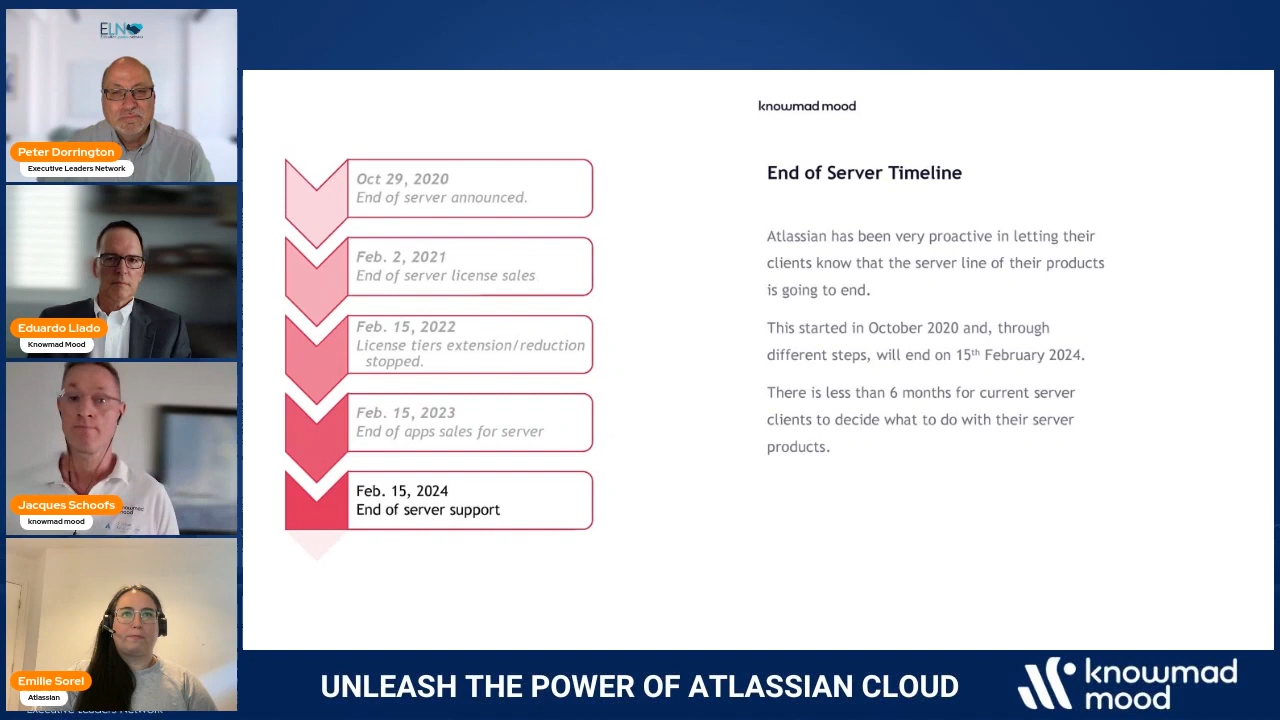 ELN
Peter Dorrington
Executive Leaders Network
Eduardo Llado
Knowmad Mood
Jacques Schoofs
knowmad mood
knowmad
mood
Emilie Sorel
Atlassian
Executive Leaders Network
knowmad mood
Oct 29, 2020
End of server announced.
Feb. 2, 2021
End of server license sales
Feb. 15, 2022
License tiers extension/reduction
stopped.
Feb. 15, 2023
End of apps sales for server
Feb. 15, 2024
End of server support
End of Server Timeline
Atlassian has been very proactive in letting their
clients know that the server line of their products
is going to end.
This started in October 2020 and, through
different steps, will end on 15th February 2024.
There is less than 6 months for current server
clients to decide what to do with their server
products.
UNLEASH THE POWER OF ATLASSIAN CLOUD
knowmad
mood